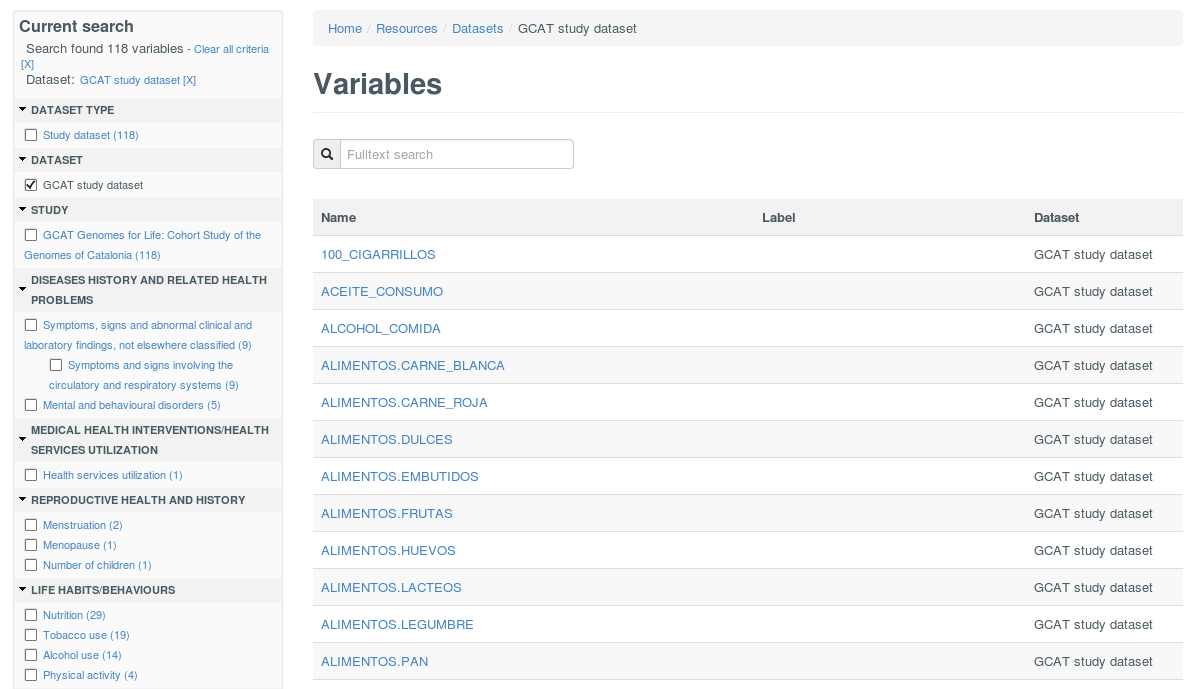 Current search
Search found 118 variables - Clear all criteria
[X]
Dataset: GCAT study dataset [X]
DATASET TYPE
Study dataset (118)
DATASET
GCAT study dataset
STUDY
GCAT Genomes for Life: Cohort Study of the
Genomes of Catalonia (118)
DISEASES HISTORY AND RELATED HEALTH
PROBLEMS
Symptoms, signs and abnormal clinical and
laboratory findings, not elsewhere classified (9)
Symptoms and signs involving the
circulatory and respiratory systems (9)
Mental and behavioural disorders (5)
MEDICAL HEALTH INTERVENTIONS/HEALTH
SERVICES UTILIZATION
Health services utilization (1)
REPRODUCTIVE HEALTH AND HISTORY
Menstruation (2)
Menopause (1)
Number of children (1)
LIFE HABITS/BEHAVIOURS
Nutrition (29)
Tobacco use (19)
Alcohol use (14)
Physical activity (4)
Home / Resources / Datasets / GCAT study dataset
Variables
Fulltext search
Name Label Dataset
100_CIGARRILLOS GCAT study dataset
ACEITE_CONSUMO GCAT study dataset
ALCOHOL_COMIDA GCAT study dataset
ALIMENTOS.CARNE_BLANCA GCAT study dataset
ALIMENTOS.CARNE_ROJA GCAT study dataset
ALIMENTOS.DULCES GCAT study dataset
ALIMENTOS.EMBUTIDOS GCAT study dataset
ALIMENTOS.FRUTAS GCAT study dataset
ALIMENTOS.HUEVOS GCAT study dataset
ALIMENTOS.LACTEOS GCAT study dataset
ALIMENTOS.LEGUMBRE GCAT study dataset
ALIMENTOS.PAN GCAT study dataset